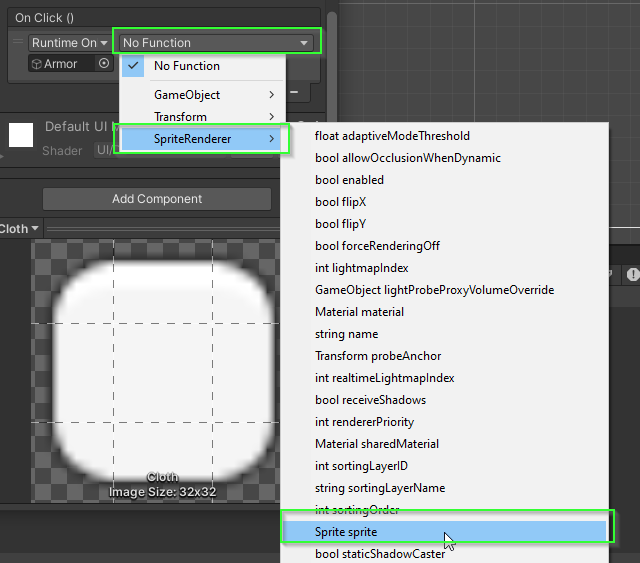 On Click ()
Runtime On
No Function
Armor
No Function
GameObject
Transform
SpriteRenderer
Default UI
Shader
UI/
Add Component
Cloth
Cloth
Image Size: 32x32
float adaptiveModeThreshold
bool allowOcclusionWhenDynamic
bool enabled
bool flipX
bool flipY
bool forceRenderingOff
int lightmapIndex
GameObject lightProbeProxyVolumeOverride
Material material
string name
Transform probeAnchor
int realtimeLightmapIndex
bool receiveShadows
int rendererPriority
Material sharedMaterial
int sortingLayerID
string sortingLayerName
int sortingOrder
Sprite sprite
bool staticShadowCaster